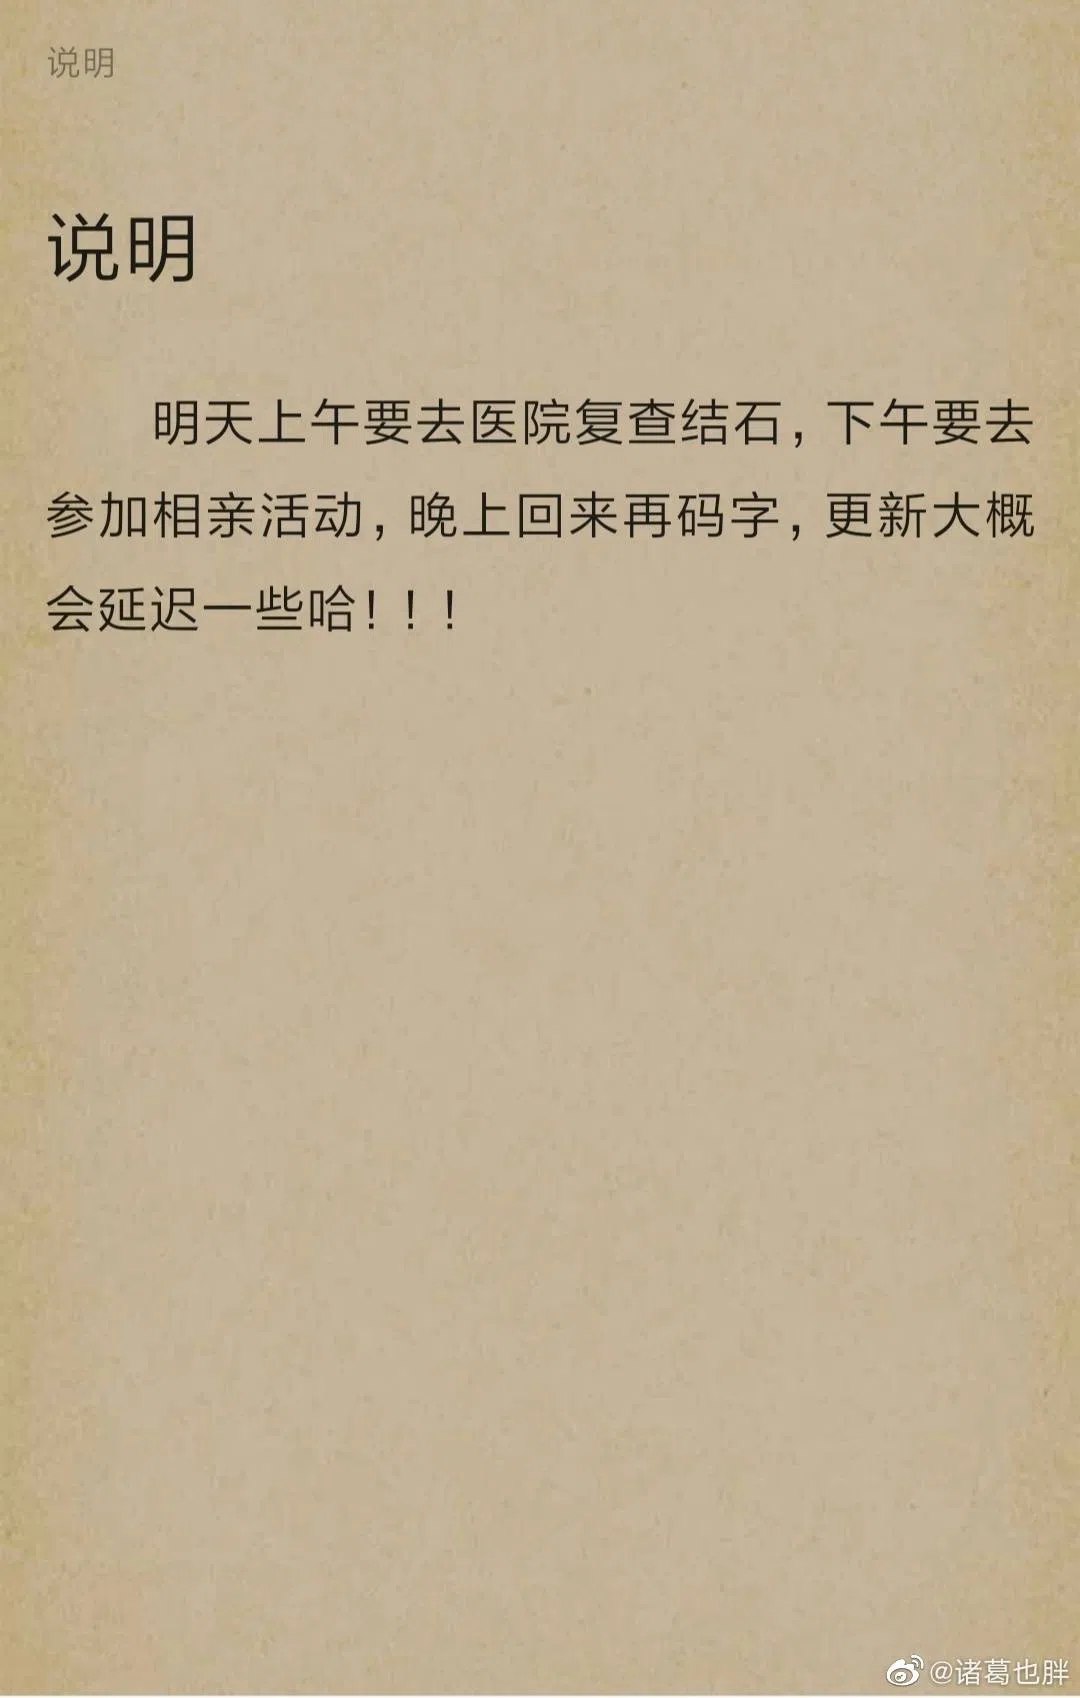 说明
说明
明天上午要去医院复查结石，下午要去
参加相亲活动，晚上回来再码字，更新大概
会延迟一些哈！！！
@诸葛也胖